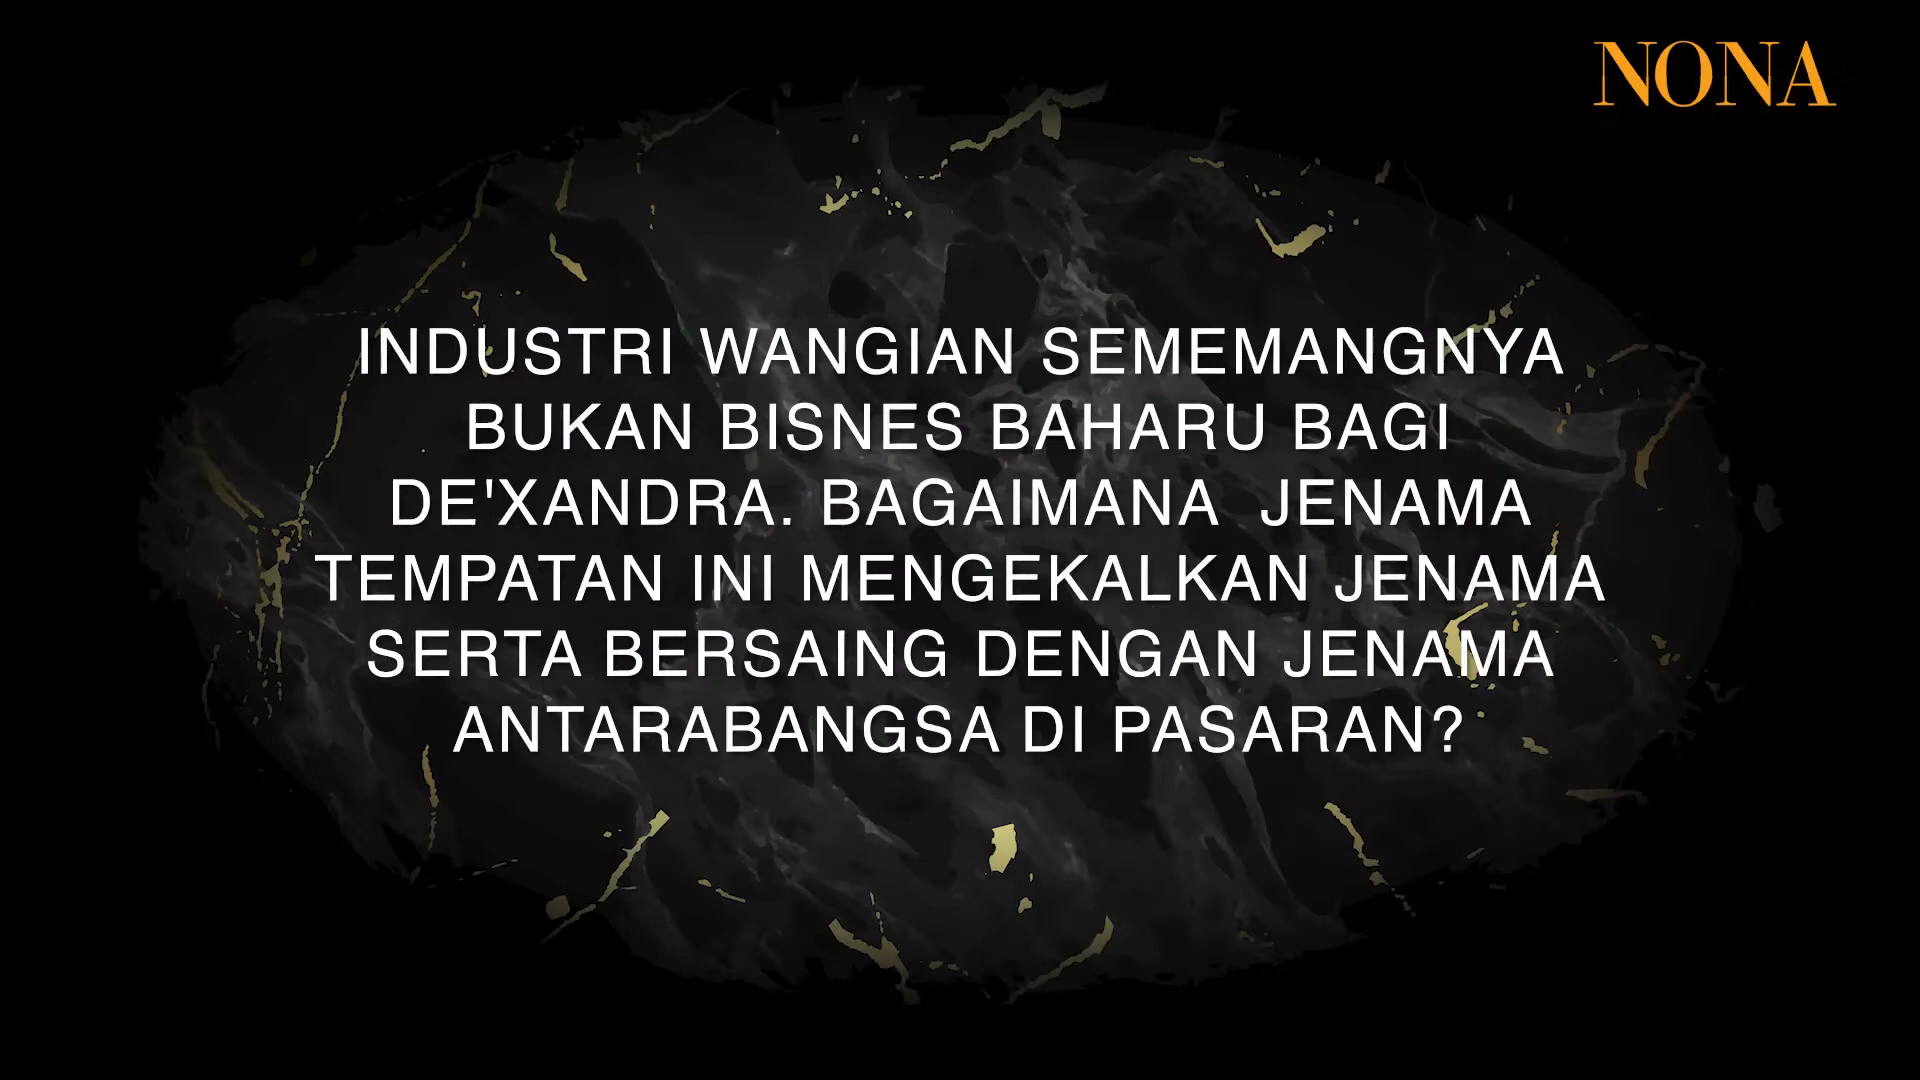 NONA
INDUSTRI WANGIAN SEMEMANGNYA
BUKAN BISNES BAHARU BAGI
DE'XANDRA. BAGAIMANA  JENAMA
TEMPATAN INI MENGEKALKAN JENAMA
SERTA BERSAING DENGAN JENAMA
ANTARABANGSA DI PASARAN?